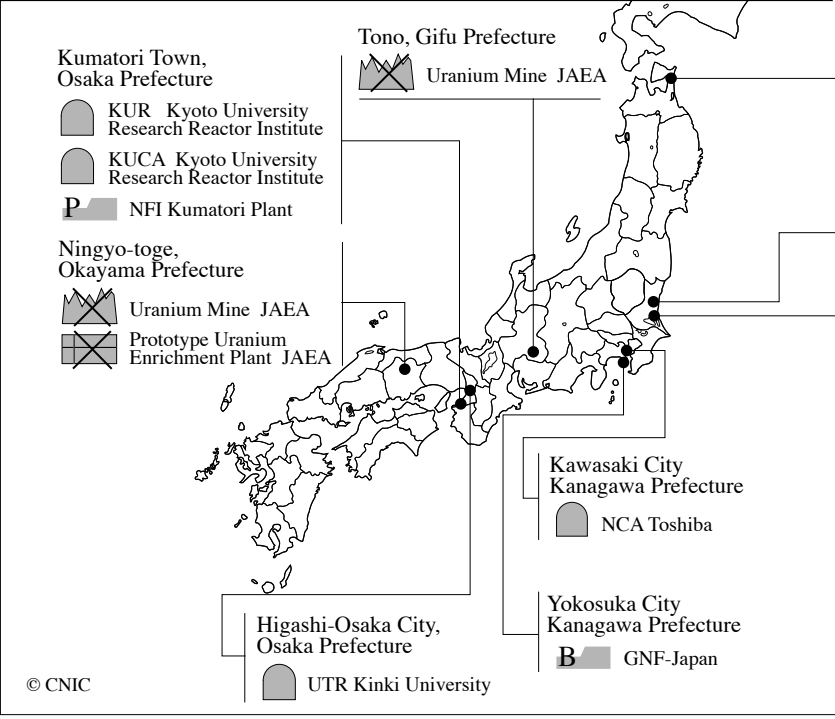 Kumatori Town,
Osaka Prefecture
KUR Kyoto University
Research Reactor Institute
KUCA Kyoto University
Research Reactor Institute
P NFI Kumatori Plant
Ningyo-toge,
Okayama Prefecture
Uranium Mine JAEA
Prototype Uranium
Enrichment Plant JAEA
Tono, Gifu Prefecture
Uranium Mine JAEA
Kawasaki City
Kanagawa Prefecture
NCA Toshiba
Yokosuka City
Kanagawa Prefecture
B GNF-Japan
Higashi-Osaka City,
Osaka Prefecture
UTR Kinki University
© CNIC